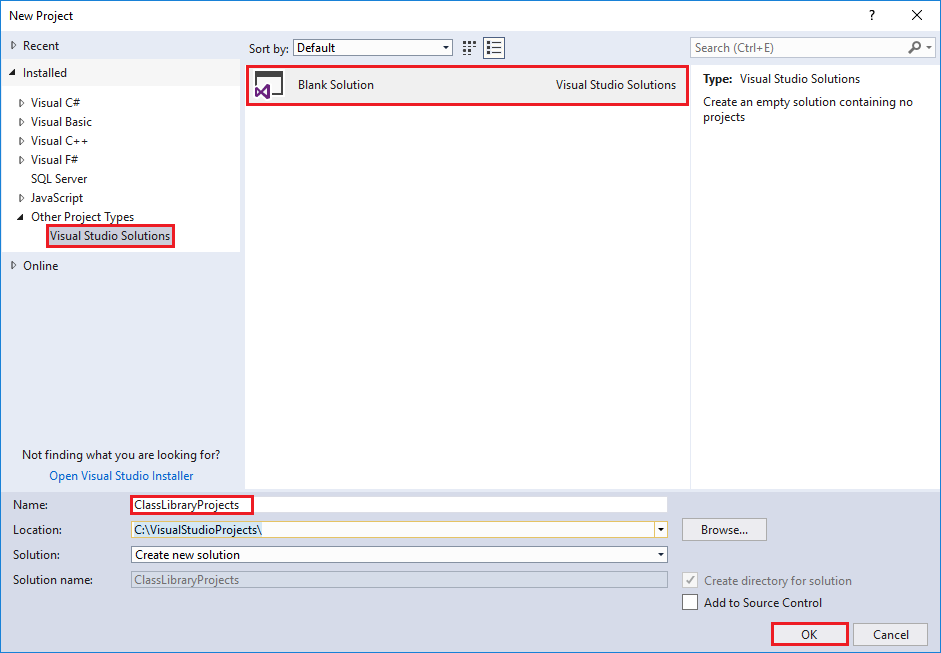 New Project
?
Recent
Installed
Visual C#
Visual Basic
Visual C++
Visual F#
SQL Server
JavaScript
Other Project Types
Visual Studio Solutions
Online
Not finding what you are looking for?
Open Visual Studio Installer
Sort by: Default
Blank Solution Visual Studio Solutions
Search (Ctrl+E)
Type: Visual Studio Solutions
Create an empty solution containing no
projects
Name: ClassLibraryProjects
Location: C:\VisualStudioProjects\
Browse...
Solution: Create new solution
Solution name: ClassLibraryProjects
Create directory for solution
Add to Source Control
OK Cancel